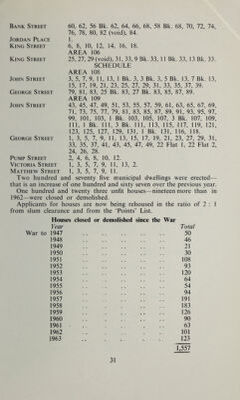 BANK STREET 60, 62, 56 Bk. 62, 64, 66, 68, 58 Bk. 68, 70, 72, 74,
76, 78, 80, 82 (void), 84.
JORDAN PLACE 1.
KING STREET 6, 8, 10, 12, 14, 16, 18.
AREA 106
KING STREET 25, 27, 29 (void), 31, 33, 9 Bk. 33, 11 Bk. 33, 13 Bk. 33.
SCHEDULE
AREA 108
JOHN STREET 3, 5, 7, 9, 11, 13, 1 Bk. 3, 3 Bk. 3, 5 Bk. 13, 7 Bk. 13,
15, 17, 19, 21, 23, 25, 27, 29, 31, 33, 35, 37, 39.
GEORGE STREET 79, 81, 83, 25 Bk. 83, 27 Bk. 83, 85, 87, 89.
AREA 109
JOHN STREET 43, 45, 47, 49, 51, 53, 55, 57, 59, 61, 63, 65, 67, 69,
71, 73, 75, 77, 79, 81, 83, 85, 87, 89, 91, 93, 95, 97,
99, 101, 103, 1 Bk. 103, 105, 107, 3 Bk. 107, 109,
111, 1 Bk. 111, 3 Bk. 111, 113, 115, 117, 119, 121,
123, 125, 127, 129, 131, 1 Bk. 131, 116, 118.
GEORGE STREET 1, 3, 5, 7, 9, 11, 13, 15, 17, 19, 21, 23, 27, 29, 31,
33, 35, 37, 41, 43, 45, 47, 49, 22 Flat 1, 22 Flat 2,
24, 26, 28.
PUMP STREET 2, 4, 6, 8, 10, 12.
VICTORIA STREET 1, 3, 5, 7, 9, 11, 13, 2.
MATTHEW STREET 1, 3, 5, 7, 9, 11.
Two hundred and seventy five municipal dwellings were erected—
that is an increase of one hundred and sixty seven over the previous year.
One hundred and twenty three unfit houses—nineteen more than in
1962—were closed or demolished.
Applicants for houses are now being rehoused in the ratio of 2 : 1
from slum clearance and from the 'Points' List.
Houses closed or demolished since the War
Year Total
War to 1947 50
1948 46
1949 21
1950 30
1951 108
1952 93
1953 120
1954 64
1955 54
1956 94
1957 191
1958 183
1959 126
1960 90
1961 63
1962 101
1963 123
1,557
31